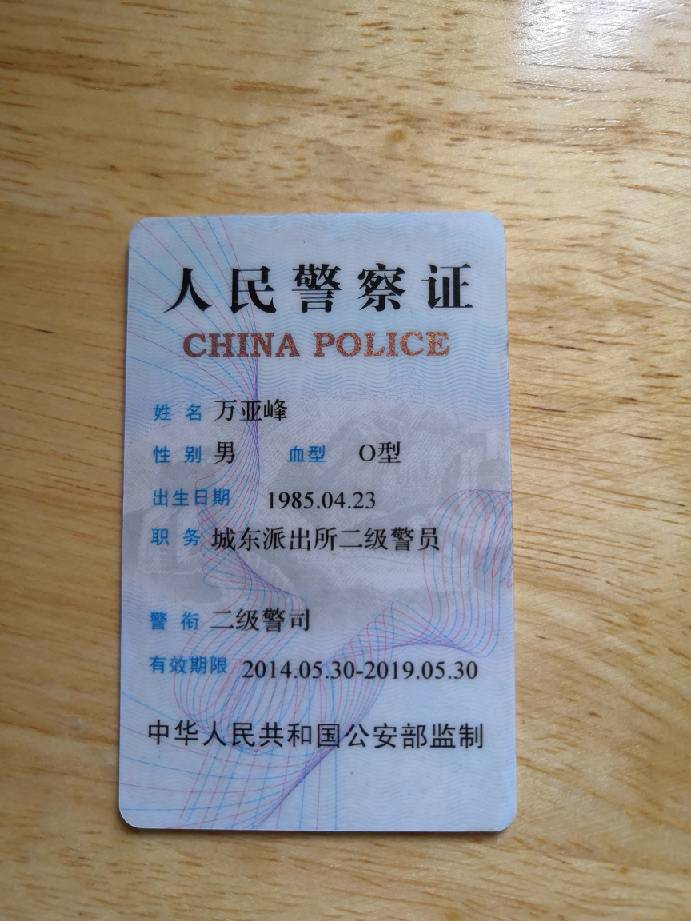 人民警察证
CHINA POLICE
姓 名 万亚峰
性 别 男 血型 O型
出生日期 1985.04.23
职 务 城东派出所二级警员
警 衔 二级警司
有效期限 2014.05.30-2019.05.30
中华人民共和国公安部监制